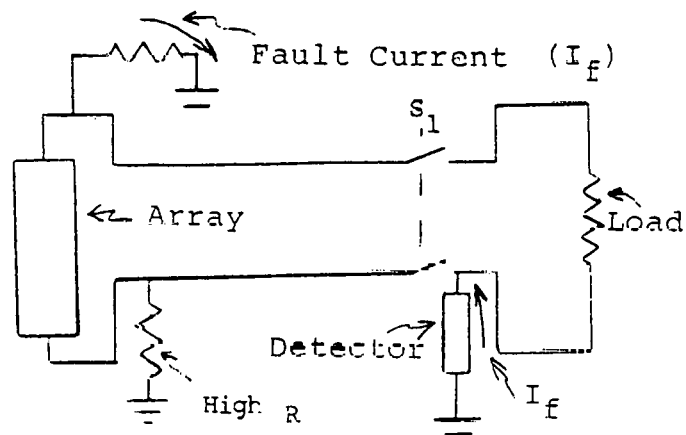 Fault Current (I_f)
S_1
Array
Load
Detector
High R
I_f